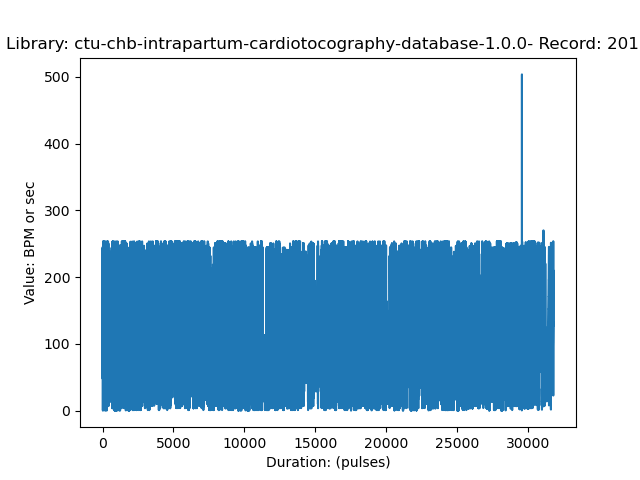 Library: ctu-chb-intrapartum-cardiotocography-database-1.0.0- Record: 201
500
400
300
200
100
0
Value: BPM or sec
0 5000 10000 15000 20000 25000 30000
Duration: (pulses)